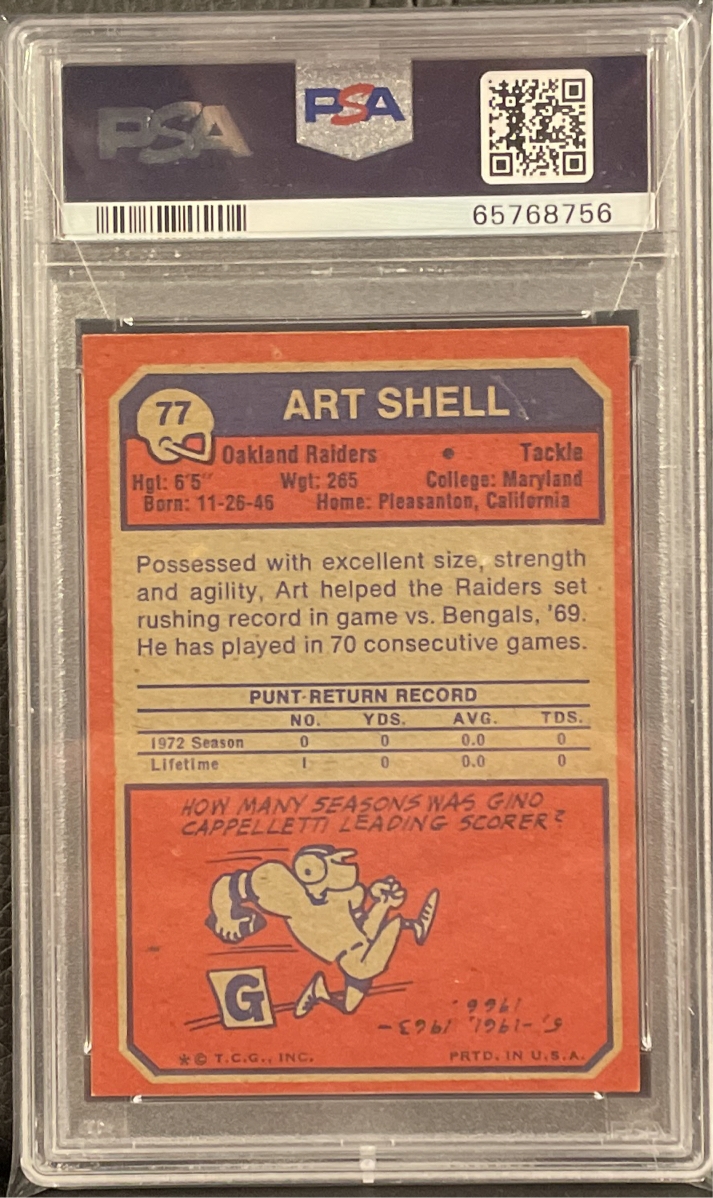 PSA
PSA
65768756
77
ART SHELL
Oakland Raiders • Tackle
Hgt: 6'5" Wgt: 265 College: Maryland
Born: 11-26-46 Home: Pleasanton, California
Possessed with excellent size, strength
and agility, Art helped the Raiders set
rushing record in game vs. Bengals, '69.
He has played in 70 consecutive games.
PUNT-RETURN RECORD
NO. YDS. AVG. TDS.
1972 Season 0 0 0.0 0
Lifetime 1 0 0.0 0
HOW MANY SEASONS WAS GINO
CAPPELLETTI LEADING SCORER?
G
5,-1961, 1963-
1966.
* © T.C.G., INC. PRTD. IN U.S.A.